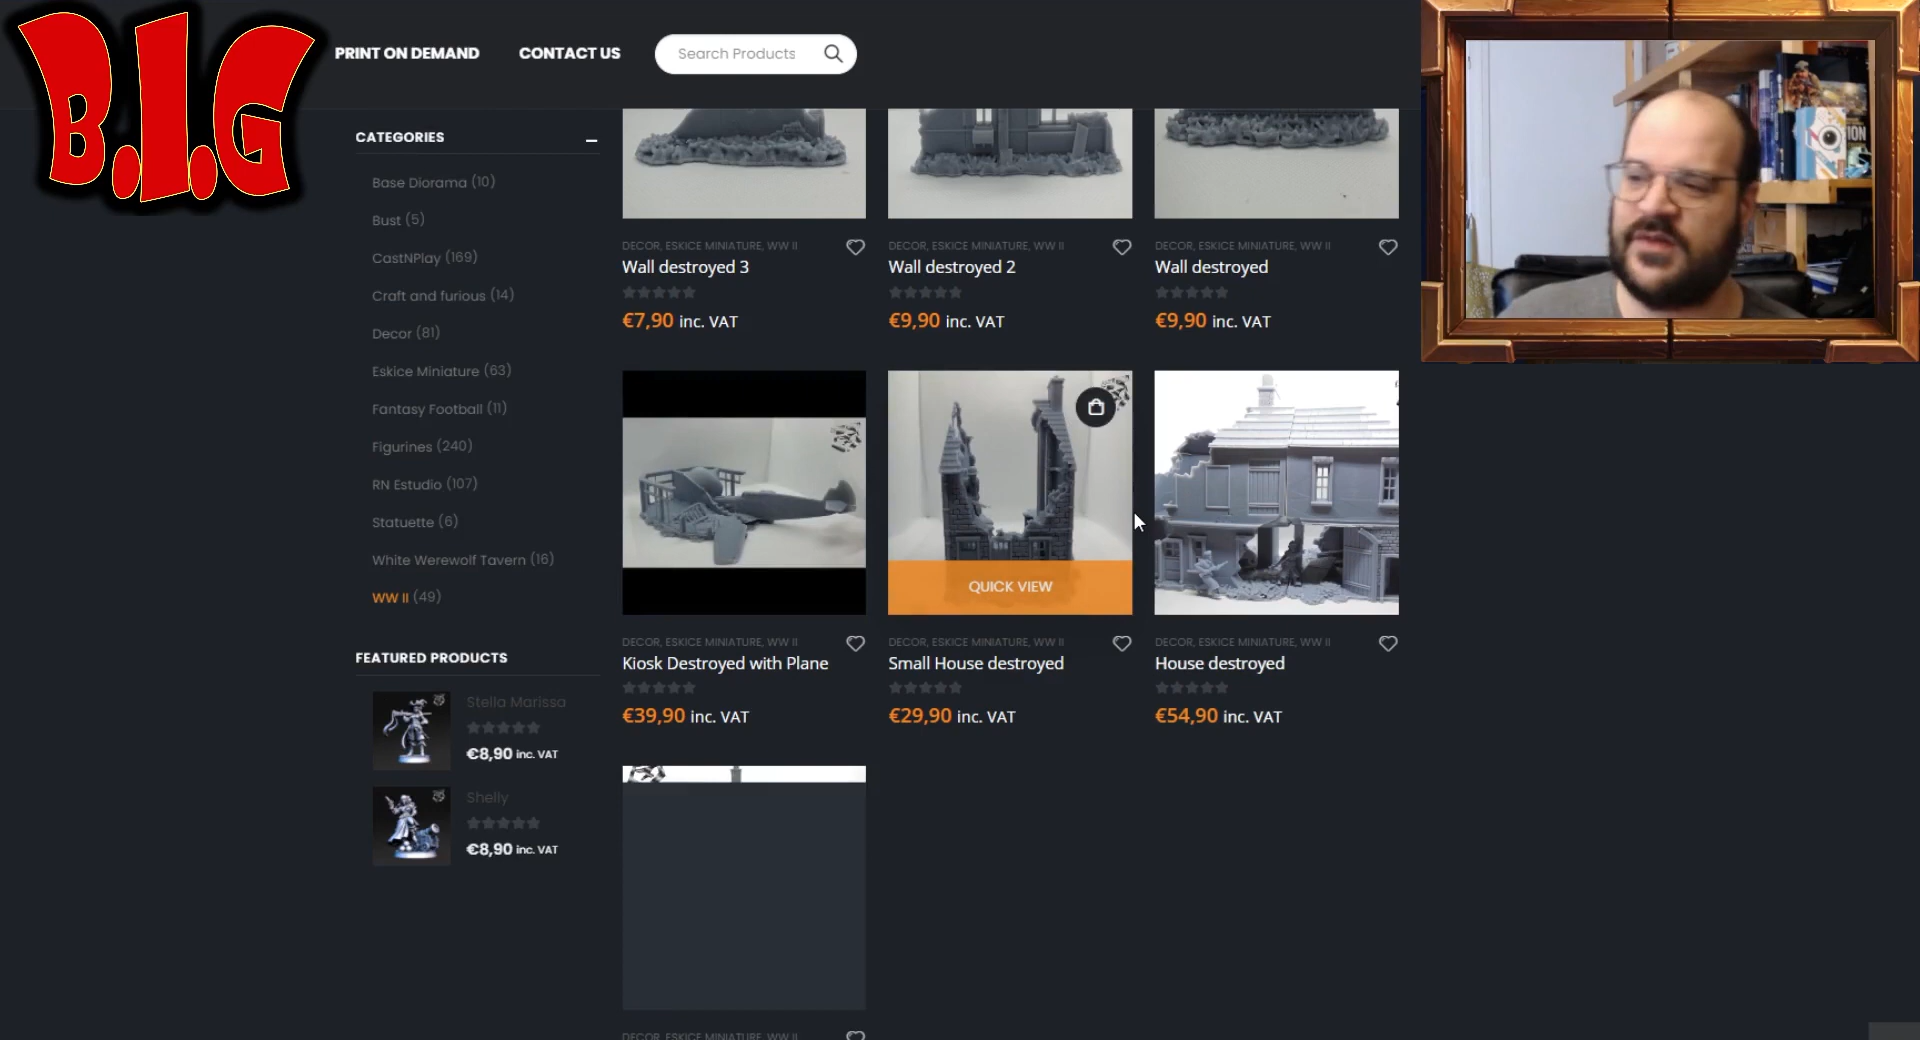 B.I.G
PRINT ON DEMAND
CONTACT US
Search Products
CATEGORIES
Base Diorama (10)
Bust (5)
CastNPlay (169)
Craft and furious (14)
Decor (81)
Eskice Miniature (63)
Fantasy Football (11)
Figurines (240)
RN Estudio (107)
Statuette (6)
White Werewolf Tavern (16)
WW II (49)
FEATURED PRODUCTS
Stella Marissa
€8,90 inc. VAT
Shelly
€8,90 inc. VAT
DECOR, ESKICE MINIATURE, WW II
Wall destroyed 3
€7,90 inc. VAT
DECOR, ESKICE MINIATURE, WW II
Wall destroyed 2
€9,90 inc. VAT
DECOR, ESKICE MINIATURE, WW II
Wall destroyed
€9,90 inc. VAT
DECOR, ESKICE MINIATURE, WW II
Kiosk Destroyed with Plane
€39,90 inc. VAT
QUICK VIEW
DECOR, ESKICE MINIATURE, WW II
Small House destroyed
€29,90 inc. VAT
DECOR, ESKICE MINIATURE, WW II
House destroyed
€54,90 inc. VAT
DECOR, ESKICE MINIATURE, WW II